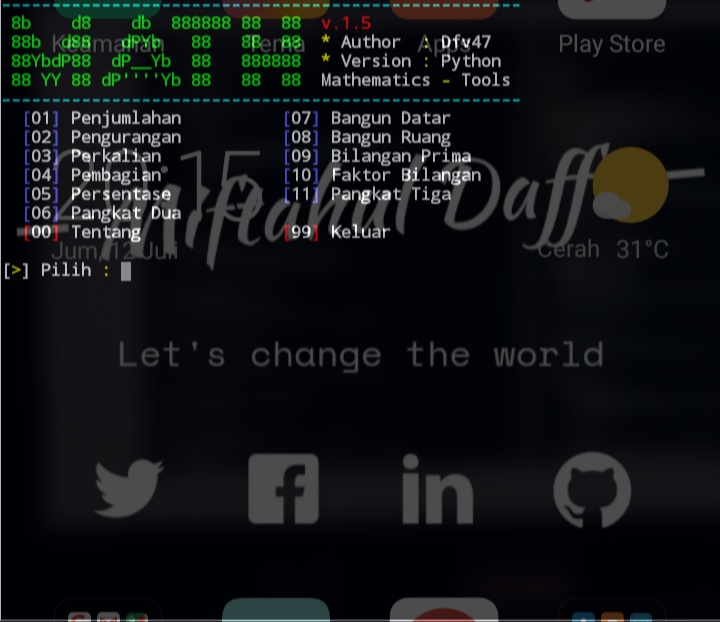 8b     d8     db  888888 88  88  v.1.5
88b   d88    dPYb   88   88  88  * Author  : Dfv47
88YbdP88   dP__Yb   88   888888  * Version : Python
88 YY 88  dP''''Yb  88   88  88  Mathematics - Tools
Keamanan Tema Apps Play Store
[01] Penjumlahan [07] Bangun Datar
[02] Pengurangan [08] Bangun Ruang
[03] Perkalian [09] Bilangan Prima
[04] Pembagian [10] Faktor Bilangan
[05] Persentase [11] Pangkat Tiga
[06] Pangkat Dua
[00] Tentang [99] Keluar
Miftahul Daff
Jum, 12 Juli Cerah 31°C
[>] Pilih :
Let's change the world